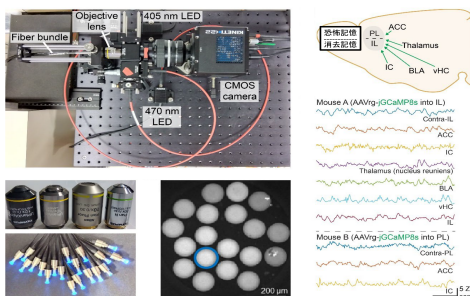 Objective lens
405 nm LED
Fiber bundle
KINETIX22
CMOS camera
470 nm LED
200 μm
恐怖記憶
消去記憶
PL
IL
ACC
Thalamus
vHC
BLA
IC
Mouse A (AAVrg-jGCaMP8s into IL)
Contra-IL
ACC
IC
Thalamus (nucleus reuniens)
BLA
vHC
IL
Mouse B (AAVrg-jGCaMP8s into PL)
Contra-PL
ACC
IC
5 Z